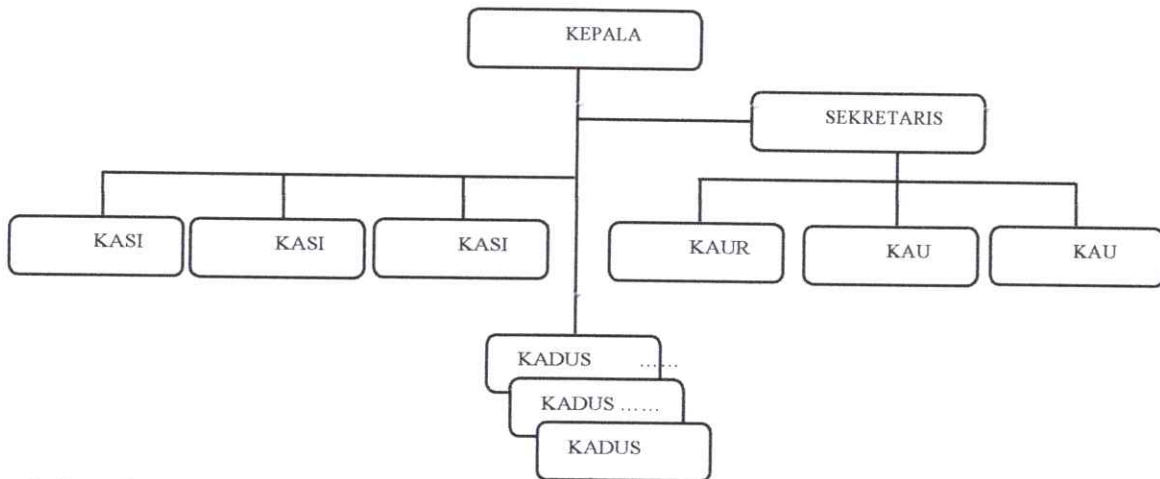 KEPALA
SEKRETARIS
KASI
KASI
KASI
KAUR
KAU
KAU
KADUS ......
KADUS ......
KADUS